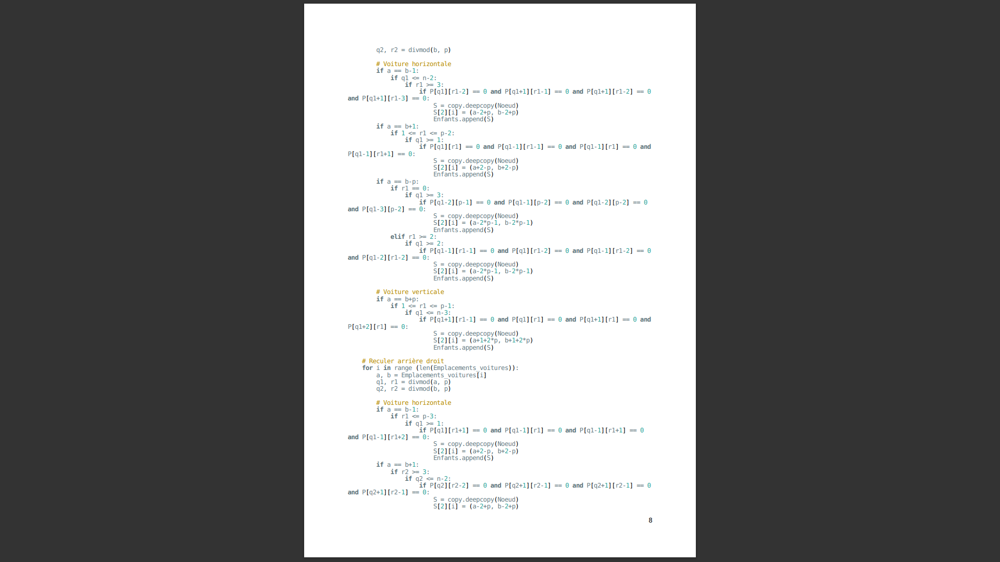 q2, r2 = divmod(b, p)
# Voiture horizontale
if a == b-1:
if q1 <= n-2:
if r1 >= 3:
if P[q1][r1-2] == 0 and P[q1+1][r1-1] == 0 and P[q1+1][r1-2] == 0
and P[q1+1][r1-3] == 0:
S = copy.deepcopy(Noeud)
S[2][i] = (a-2+p, b-2+p)
Enfants.append(S)
if a == b+1:
if 1 <= r1 <= p-2:
if q1 >= 1:
if P[q1][r1] == 0 and P[q1-1][r1-1] == 0 and P[q1-1][r1] == 0 and
P[q1-1][r1+1] == 0:
S = copy.deepcopy(Noeud)
S[2][i] = (a+2-p, b+2-p)
Enfants.append(S)
if a == b-p:
if r1 == 0:
if q1 >= 3:
if P[q1-2][p-1] == 0 and P[q1-1][p-2] == 0 and P[q1-2][p-2] == 0
and P[q1-3][p-2] == 0:
S = copy.deepcopy(Noeud)
S[2][i] = (a-2*p-1, b-2*p-1)
Enfants.append(S)
elif r1 >= 2:
if q1 >= 2:
if P[q1-1][r1-1] == 0 and P[q1][r1-2] == 0 and P[q1-1][r1-2] == 0
and P[q1-2][r1-2] == 0:
S = copy.deepcopy(Noeud)
S[2][i] = (a-2*p-1, b-2*p-1)
Enfants.append(S)
# Voiture verticale
if a == b+p:
if 1 <= r1 <= p-1:
if q1 <= n-3:
if P[q1+1][r1-1] == 0 and P[q1][r1] == 0 and P[q1+1][r1] == 0 and
P[q1+2][r1] == 0:
S = copy.deepcopy(Noeud)
S[2][i] = (a+1+2*p, b+1+2*p)
Enfants.append(S)
# Reculer arrière droit
for i in range (len(Emplacements_voitures)):
a, b = Emplacements_voitures[i]
q1, r1 = divmod(a, p)
q2, r2 = divmod(b, p)
# Voiture horizontale
if a == b-1:
if r1 <= p-3:
if q1 >= 1:
if P[q1][r1+1] == 0 and P[q1-1][r1] == 0 and P[q1-1][r1+1] == 0
and P[q1-1][r1+2] == 0:
S = copy.deepcopy(Noeud)
S[2][i] = (a+2-p, b+2-p)
Enfants.append(S)
if a == b+1:
if r2 >= 3:
if q2 <= n-2:
if P[q2][r2-2] == 0 and P[q2+1][r2-1] == 0 and P[q2+1][r2-1] == 0
and P[q2+1][r2-1] == 0:
S = copy.deepcopy(Noeud)
S[2][i] = (a-2+p, b-2+p)
8